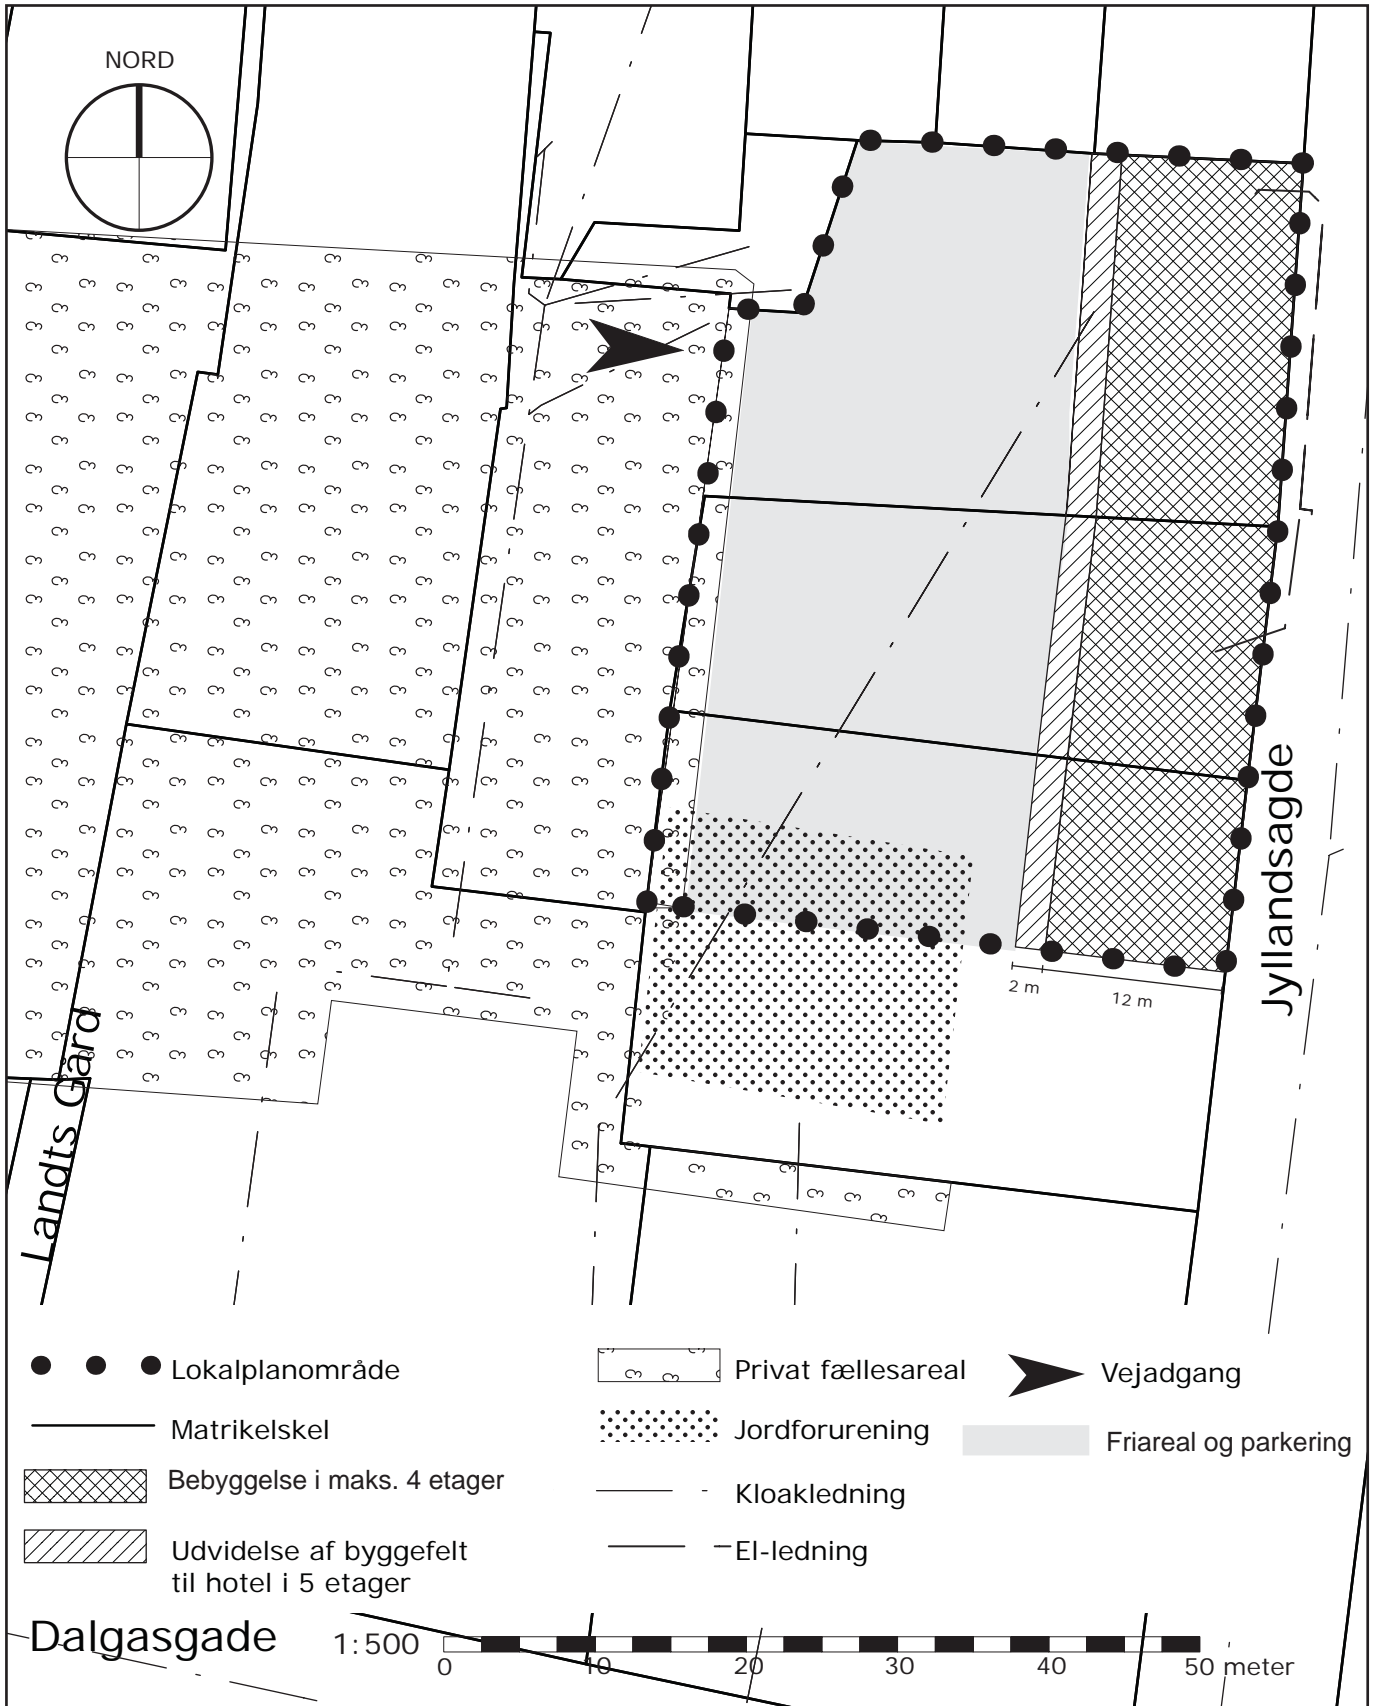 NORD
Jyllandsagde
2 m
12 m
Landts Gård
Lokalplanområde
Privat fællesareal
Vejadgang
Matrikelskel
Jordforurening
Friareal og parkering
Bebyggelse i maks. 4 etager
Kloakledning
Udvidelse af byggefelt
til hotel i 5 etager
El-ledning
Dalgasgade
1:500
0 10 20 30 40 50 meter